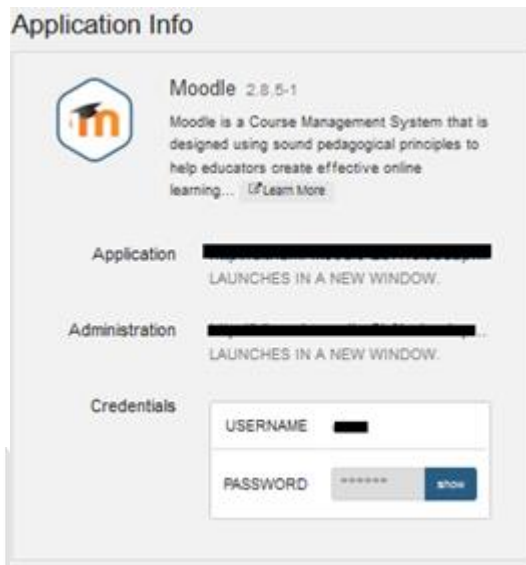 Application Info
Moodle 2.8.5-1
Moodle is a Course Management System that is
designed using sound pedagogical principles to
help educators create effective online
learning... Learn More
Application
LAUNCHES IN A NEW WINDOW.
Administration
LAUNCHES IN A NEW WINDOW.
Credentials
USERNAME
PASSWORD ****** show